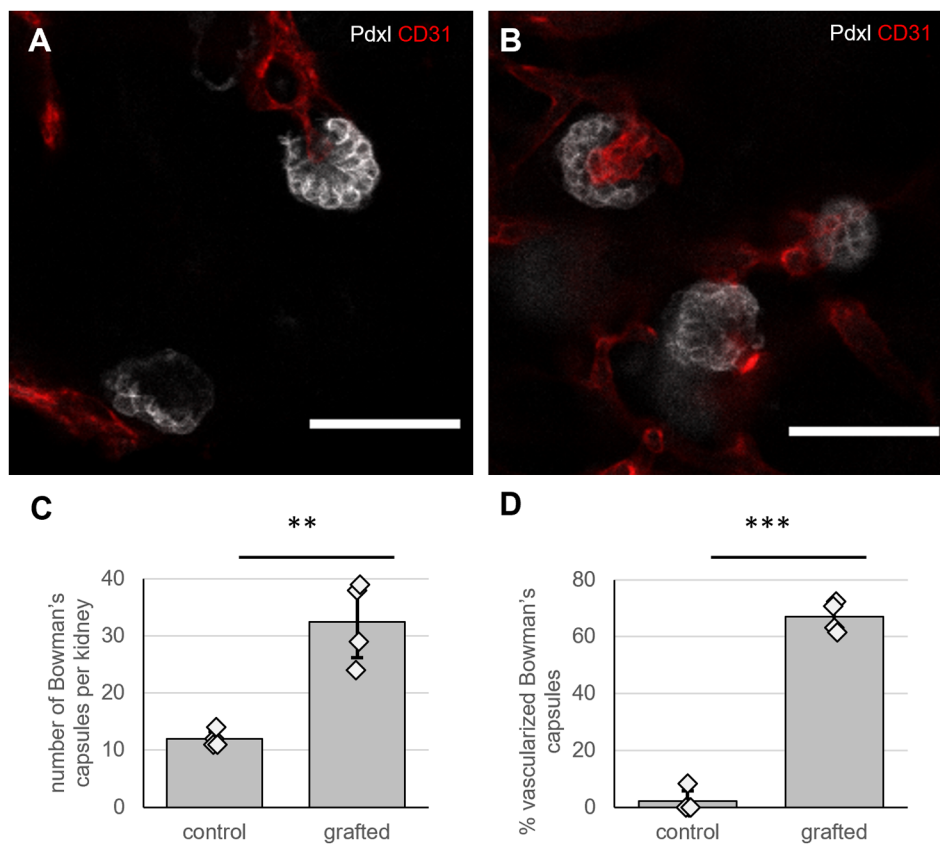 A
Pdxl CD31
B
Pdxl CD31
C
**
number of Bowman's
capsules per kidney
40
30
20
10
0
control
grafted
D
***
% vascularized Bowman's
capsules
80
60
40
20
0
control
grafted